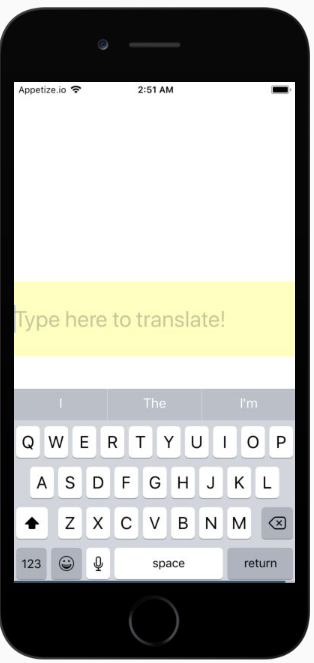 Appetize.io 2:51 AM
Type here to translate!
I The I'm
Q W E R T Y U I O P
A S D F G H J K L
Z X C V B N M
123 space return